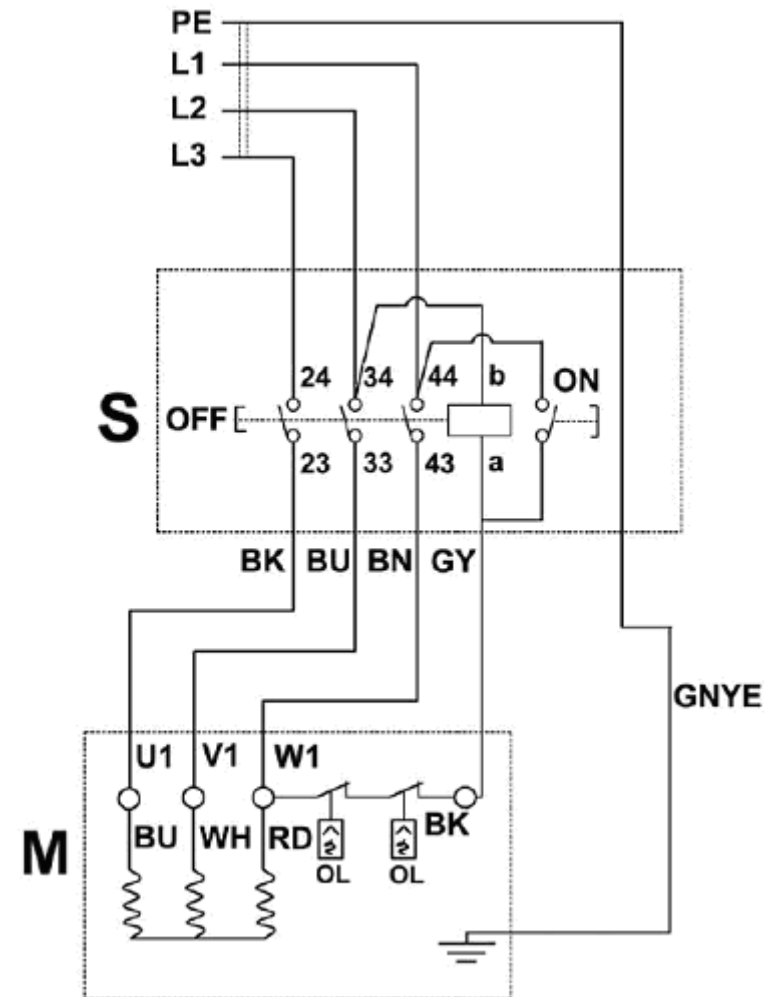 PE
L1
L2
L3
24 34 44 b ON
S OFF
23 33 43 a
BK BU BN GY
GNYE
U1 V1 W1
M BU WH RD BK
OL OL